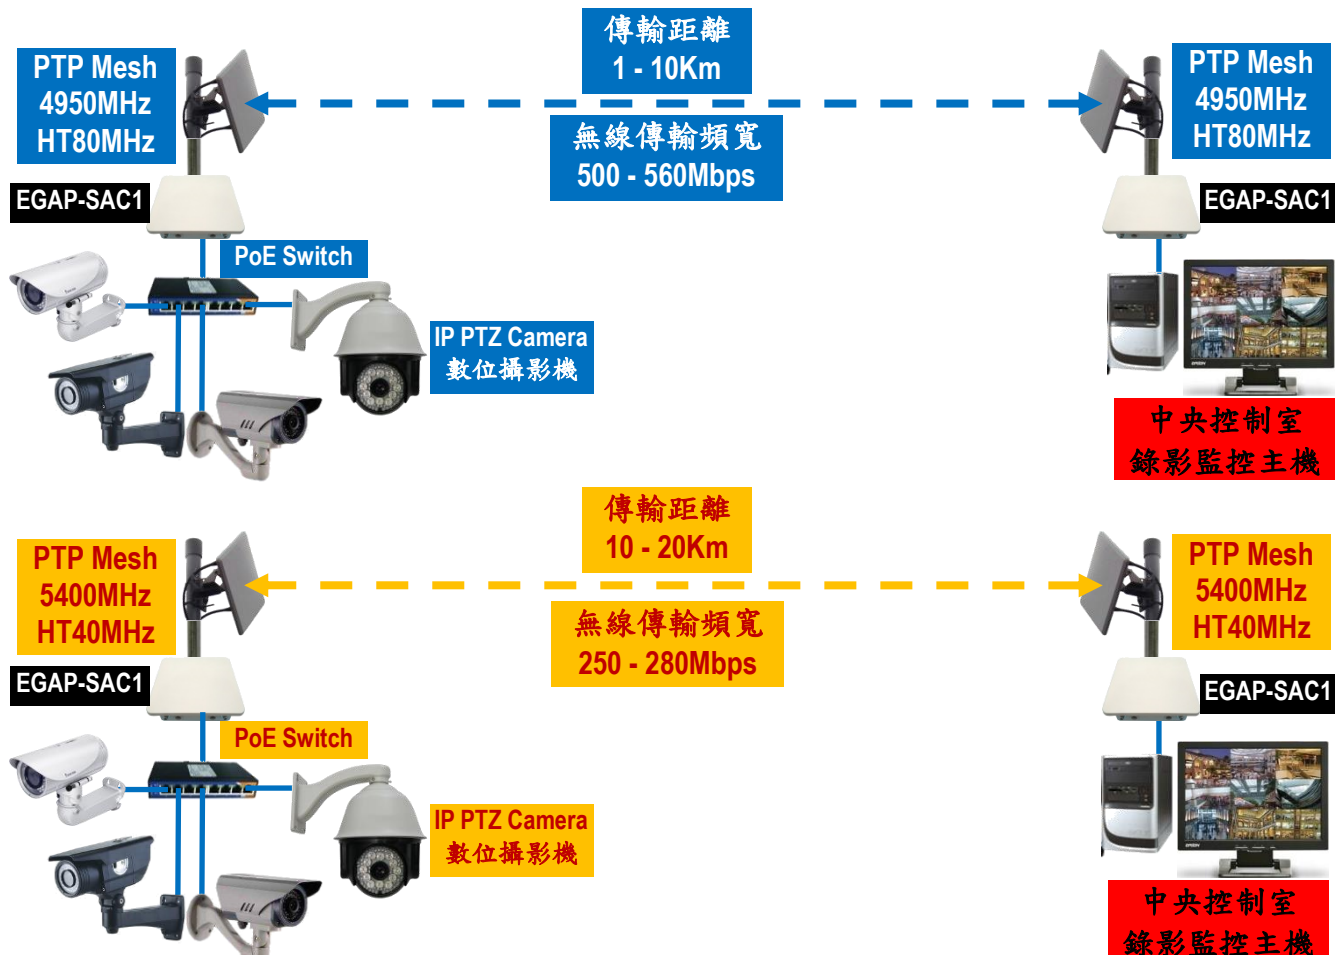 傳輸距離
1 - 10Km
PTP Mesh
4950MHz
HT80MHz
PTP Mesh
4950MHz
HT80MHz
無線傳輸頻寬
500 - 560Mbps
EGAP-SAC1
EGAP-SAC1
PoE Switch
IP PTZ Camera
數位攝影機
中央控制室
錄影監控主機
傳輸距離
10 - 20Km
PTP Mesh
5400MHz
HT40MHz
PTP Mesh
5400MHz
HT40MHz
無線傳輸頻寬
250 - 280Mbps
EGAP-SAC1
EGAP-SAC1
PoE Switch
IP PTZ Camera
數位攝影機
中央控制室
錄影監控主機